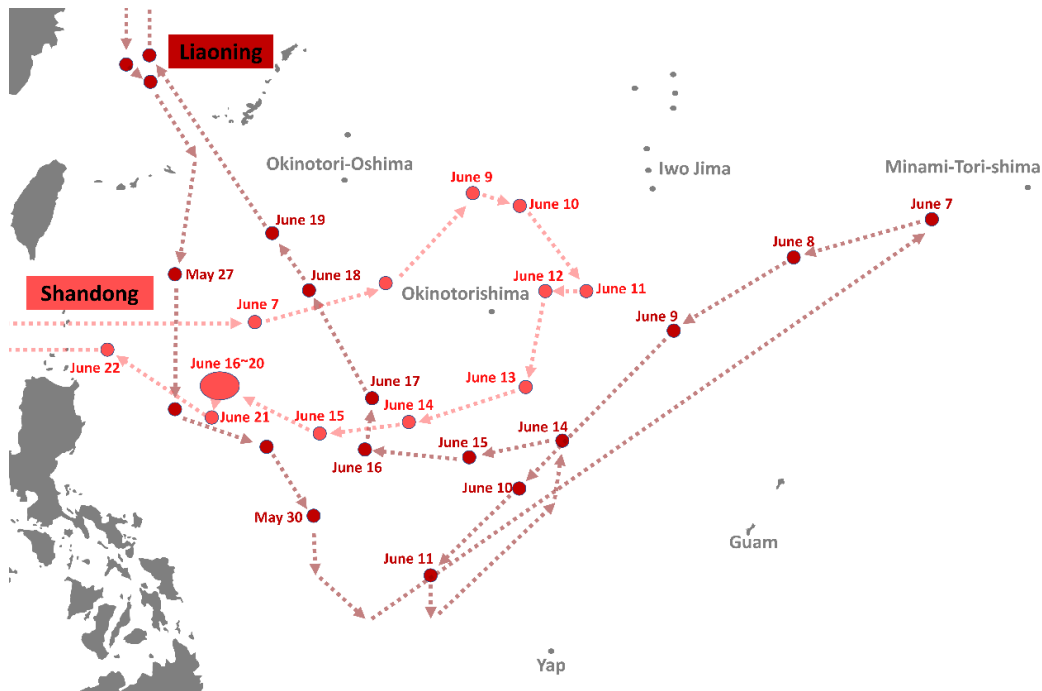 Liaoning
Okinotori-Oshima
Iwo Jima
Minami-Tori-shima
June 9
June 10
June 7
June 19
June 8
May 27
June 18
June 12
June 11
Shandong
Okinotorishima
June 7
June 9
June 22
June 16~20
June 17
June 13
June 21
June 15
June 14
June 14
June 15
June 16
June 10
May 30
Guam
June 11
Yap